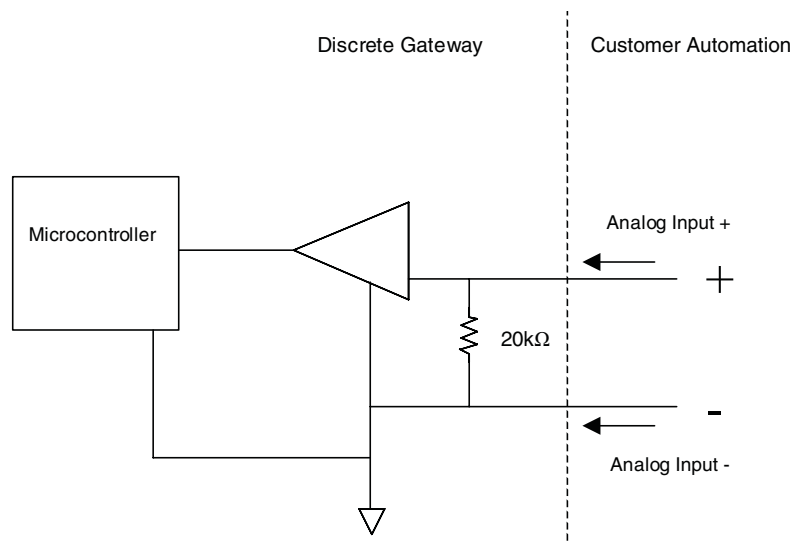 Discrete Gateway
Customer Automation
Microcontroller
Analog Input +
+
20kΩ
-
Analog Input -